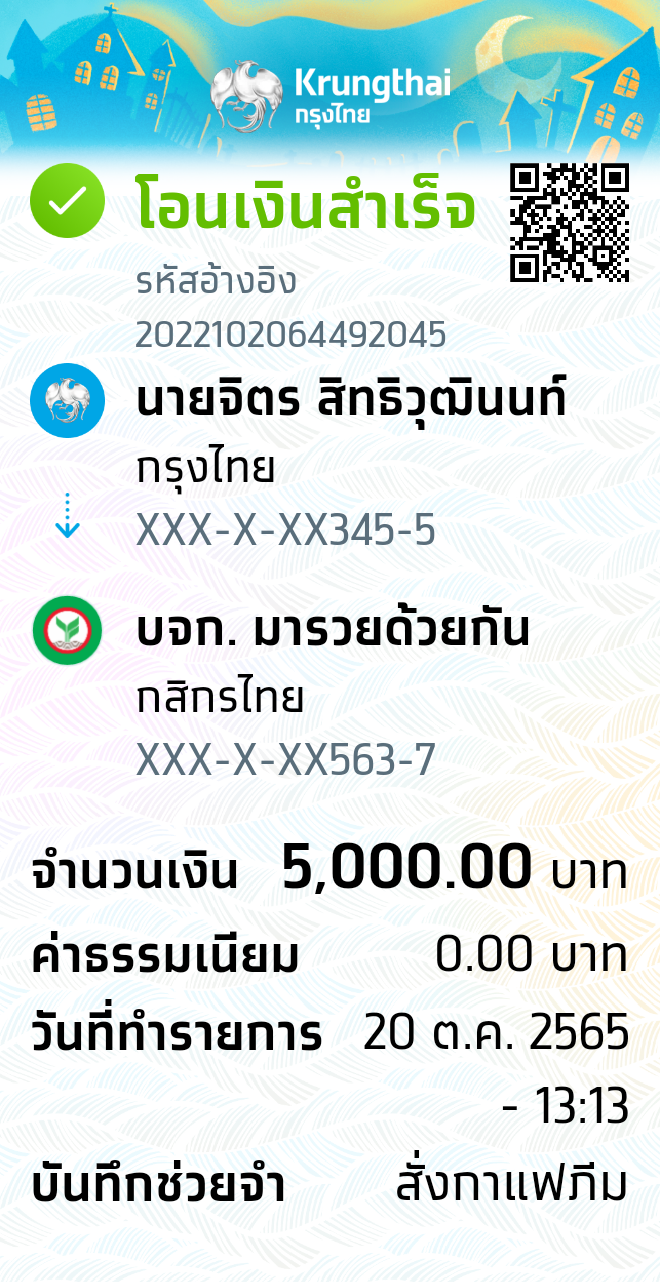 Krungthai
กรุงไทย
โอนเงินสำเร็จ
รหัสอ้างอิง
2022102064492045
นายจิตร สิทธิวุฒินนท์
กรุงไทย
XXX-X-XX345-5
บจก. มารวยด้วยกัน
กสิกรไทย
XXX-X-XX563-7
จำนวนเงิน 5,000.00 บาท
ค่าธรรมเนียม 0.00 บาท
วันที่ทำรายการ 20 ต.ค. 2565
- 13:13
บันทึกช่วยจำ สั่งกาแฟภีม